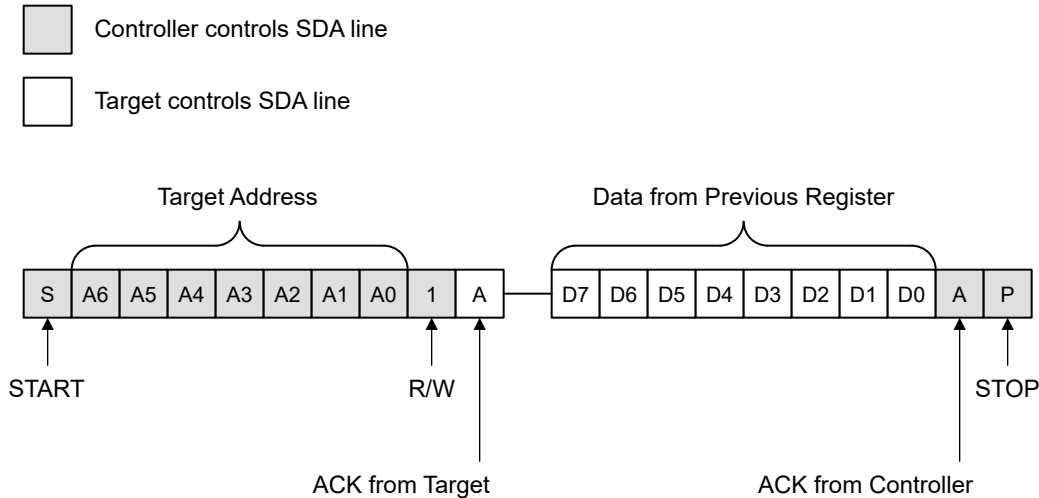 Controller controls SDA line
Target controls SDA line
Target Address
Data from Previous Register
S A6 A5 A4 A3 A2 A1 A0 1 A D7 D6 D5 D4 D3 D2 D1 D0 A P
START
R/W
STOP
ACK from Target
ACK from Controller